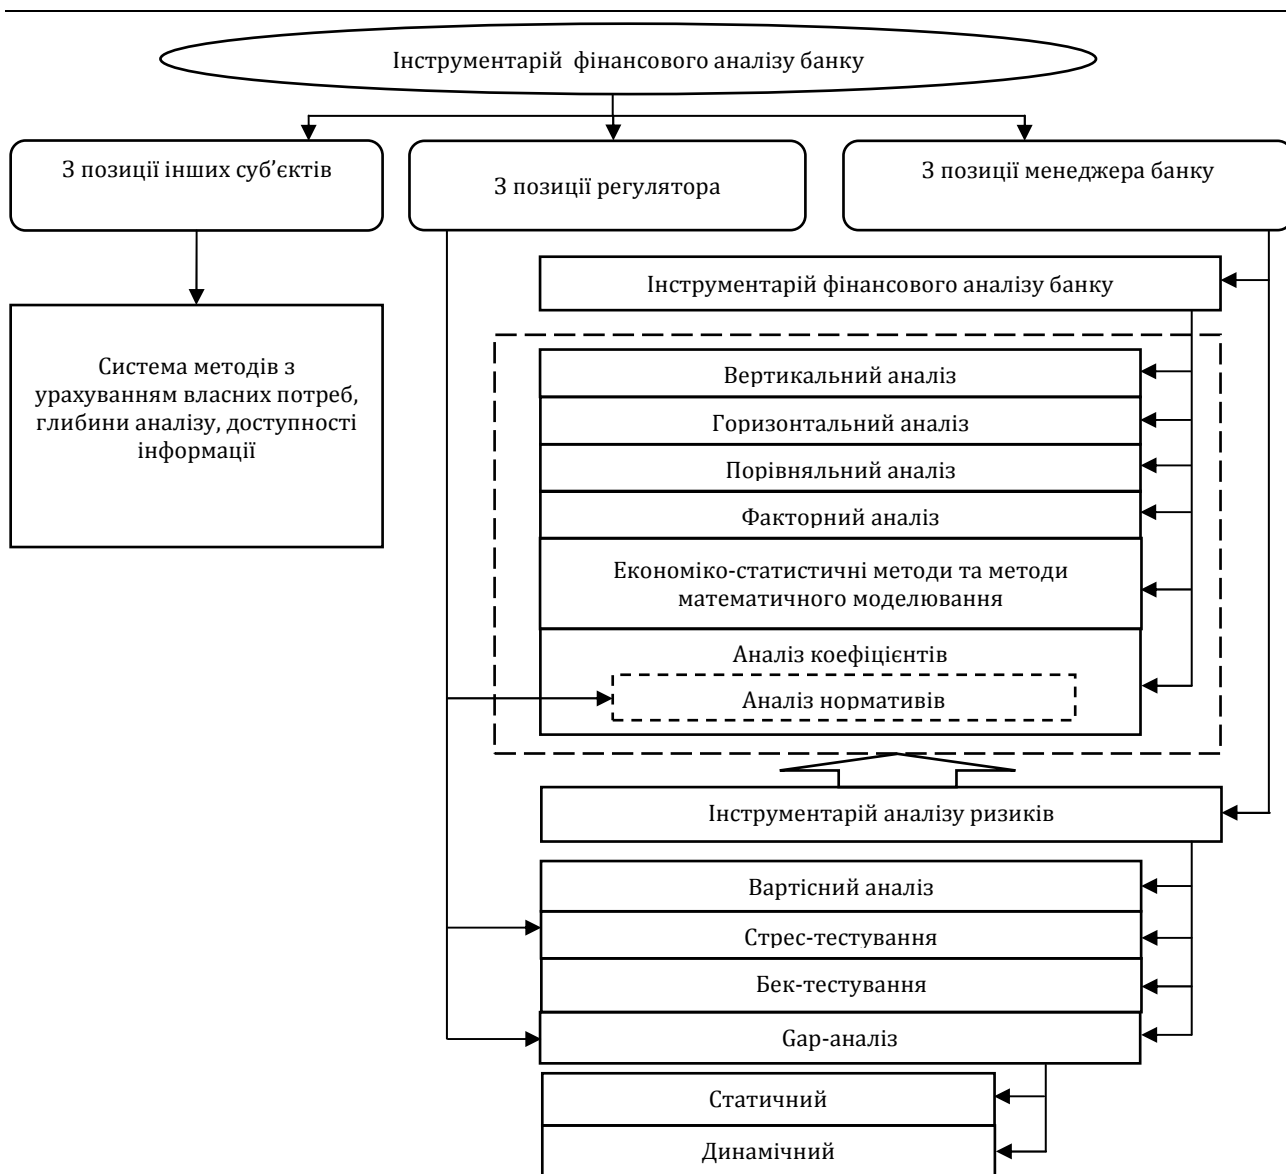 Інструментарій фінансового аналізу банку
З позиції інших суб’єктів
З позиції регулятора
З позиції менеджера банку
Система методів з
урахуванням власних потреб,
глибини аналізу, доступності
інформації
Інструментарій фінансового аналізу банку
Вертикальний аналіз
Горизонтальний аналіз
Порівняльний аналіз
Факторний аналіз
Економіко-статистичні методи та методи
математичного моделювання
Аналіз коефіцієнтів
Аналіз нормативів
Інструментарій аналізу ризиків
Вартісний аналіз
Стрес-тестування
Бек-тестування
Gap-аналіз
Статичний
Динамічний